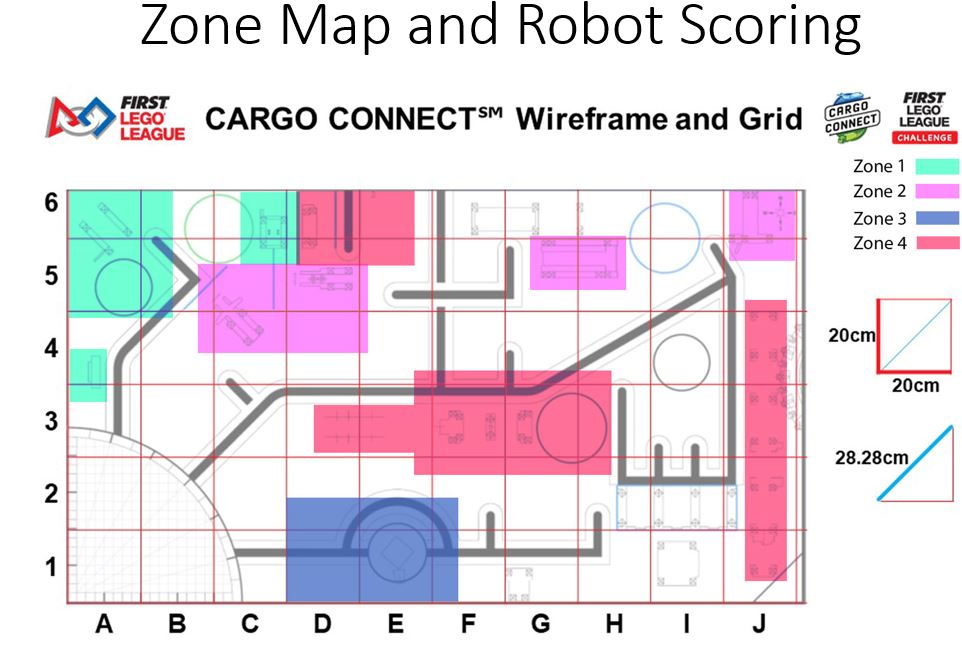 Zone Map and Robot Scoring
FIRST
LEGO
LEAGUE
CARGO CONNECT℠ Wireframe and Grid
CARGO
CONNECT
FIRST
LEGO
LEAGUE
CHALLENGE
Zone 1
Zone 2
Zone 3
Zone 4
6
5
4
3
2
1
A B C D E F G H I J
20cm
20cm
28.28cm